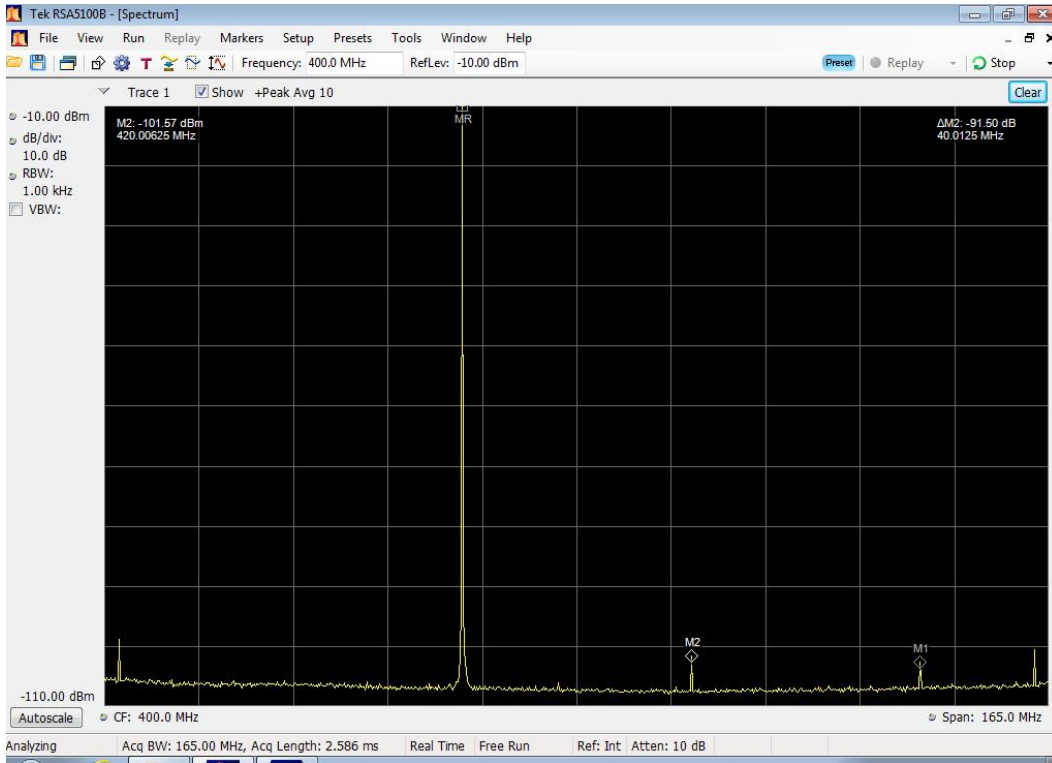 Tek RSA5100B - [Spectrum]
File View Run Replay Markers Setup Presets Tools Window Help
T Frequency: 400.0 MHz RefLev: -10.00 dBm Preset Replay Stop
Trace 1 Show +Peak Avg 10 Clear
-10.00 dBm
dB/div:
10.0 dB
RBW:
1.00 kHz
VBW:
M2: -101.57 dBm
420.00625 MHz
MR
ΔM2: -91.50 dB
40.0125 MHz
M2
M1
-110.00 dBm
Autoscale CF: 400.0 MHz Span: 165.0 MHz
Analyzing Acq BW: 165.00 MHz, Acq Length: 2.586 ms Real Time Free Run Ref: Int Atten: 10 dB